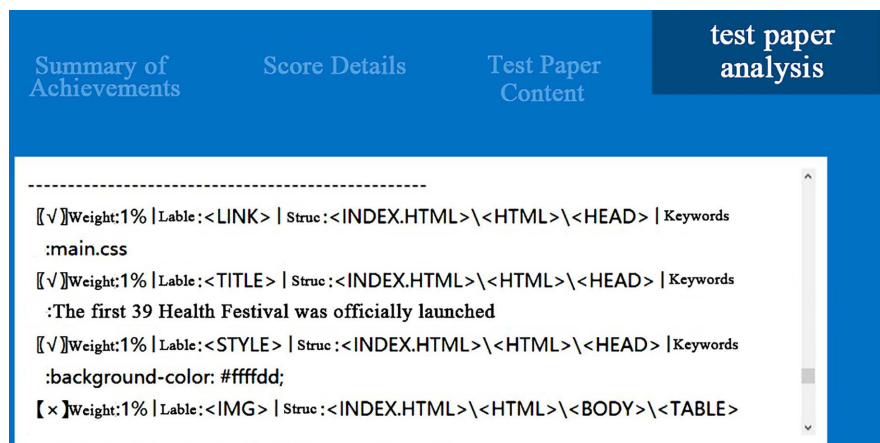 Summary of Achievements
Score Details
Test Paper Content
test paper analysis
--------------------------------------------------
〖√〗Weight:1% | Lable:<LINK> | Struc:<INDEX.HTML>\<HTML>\<HEAD> | Keywords
:main.css
〖√〗Weight:1% | Lable:<TITLE> | Struc:<INDEX.HTML>\<HTML>\<HEAD> | Keywords
:The first 39 Health Festival was officially launched
〖√〗Weight:1% | Lable:<STYLE> | Struc:<INDEX.HTML>\<HTML>\<HEAD> | Keywords
:background-color: #ffffdd;
【×】Weight:1% | Lable:<IMG> | Struc:<INDEX.HTML>\<HTML>\<BODY>\<TABLE>